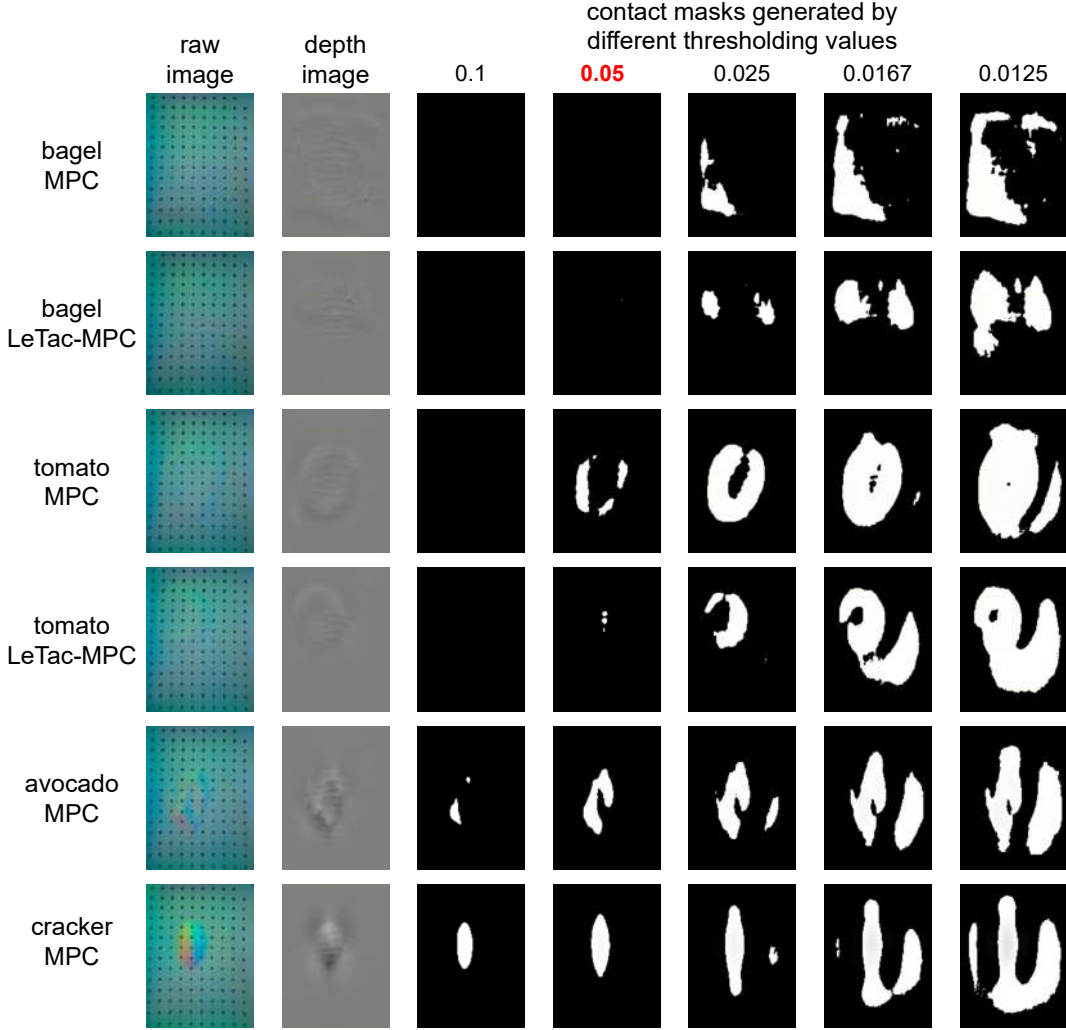 contact masks generated by
different thresholding values
raw
image
depth
image
0.1
0.05
0.025
0.0167
0.0125
bagel
MPC
bagel
LeTac-MPC
tomato
MPC
tomato
LeTac-MPC
avocado
MPC
cracker
MPC